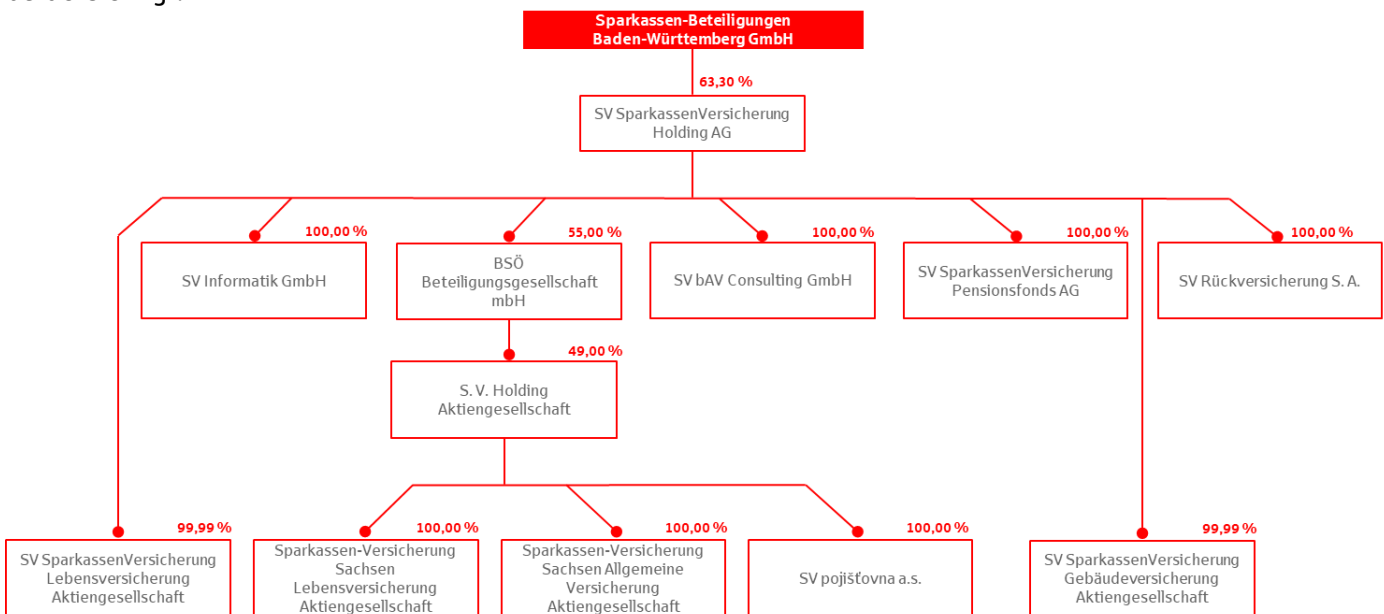 Sparkassen-Beteiligungen
Baden-Württemberg GmbH
63,30 %
SV SparkassenVersicherung
Holding AG
100,00 %
SV Informatik GmbH
55,00 %
BSÖ
Beteiligungsgesellschaft
mbH
100,00 %
SV bAV Consulting GmbH
100,00 %
SV SparkassenVersicherung
Pensionsfonds AG
100,00 %
SV Rückversicherung S. A.
49,00 %
S. V. Holding
Aktiengesellschaft
99,99 %
SV SparkassenVersicherung
Lebensversicherung
Aktiengesellschaft
100,00 %
Sparkassen-Versicherung
Sachsen
Lebensversicherung
Aktiengesellschaft
100,00 %
Sparkassen-Versicherung
Sachsen Allgemeine
Versicherung
Aktiengesellschaft
100,00 %
SV pojišťovna a.s.
99,99 %
SV SparkassenVersicherung
Gebäudeversicherung
Aktiengesellschaft